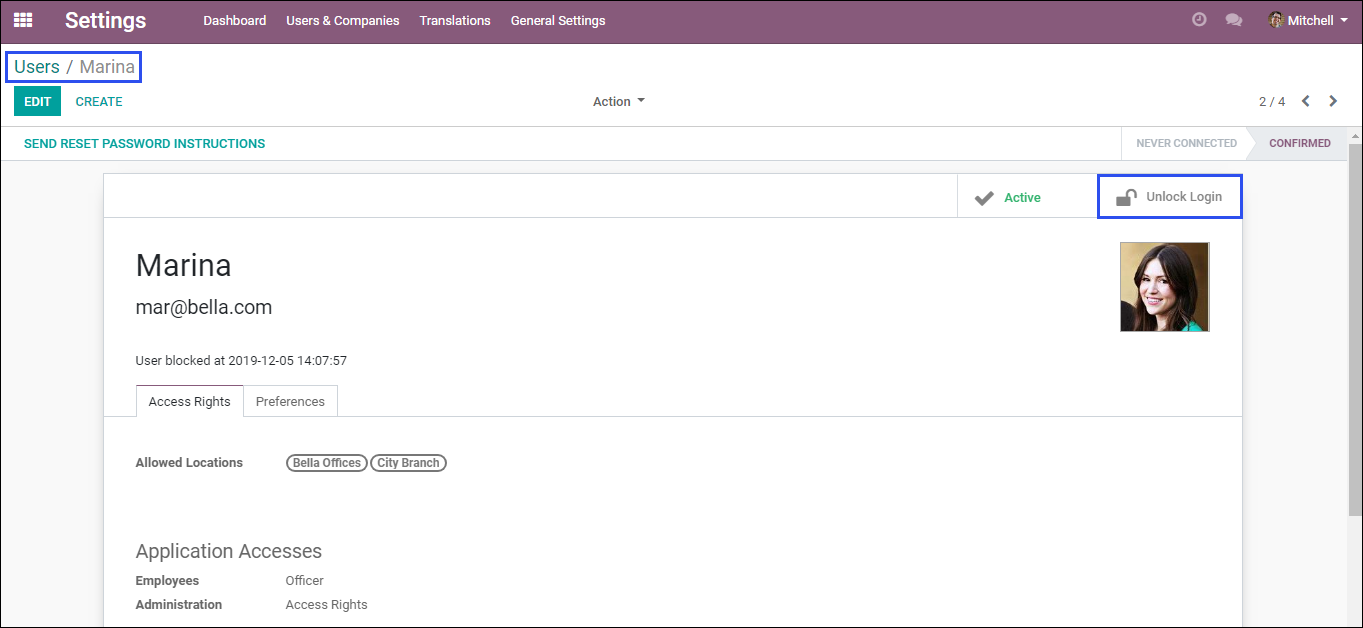 Settings Dashboard Users & Companies Translations General Settings Mitchell
Users / Marina
EDIT CREATE Action 2 / 4
SEND RESET PASSWORD INSTRUCTIONS NEVER CONNECTED CONFIRMED
Active Unlock Login
Marina
mar@bella.com
User blocked at 2019-12-05 14:07:57
Access Rights Preferences
Allowed Locations Bella Offices City Branch
Application Accesses
Employees Officer
Administration Access Rights